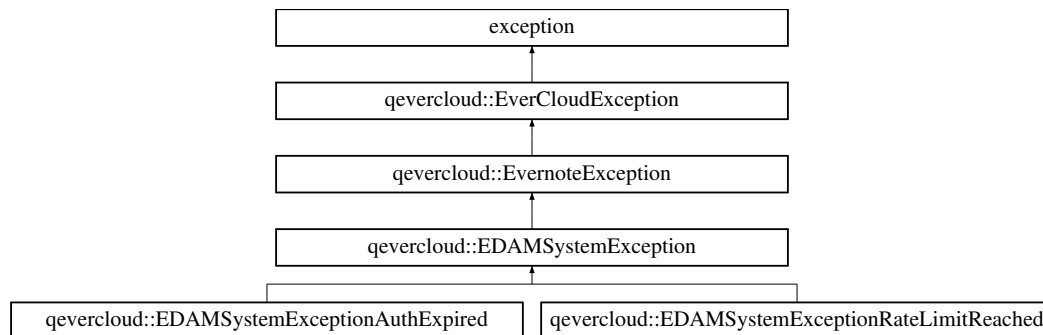 exception
qevercloud::EverCloudException
qevercloud::EvernoteException
qevercloud::EDAMSystemException
qevercloud::EDAMSystemExceptionAuthExpired
qevercloud::EDAMSystemExceptionRateLimitReached